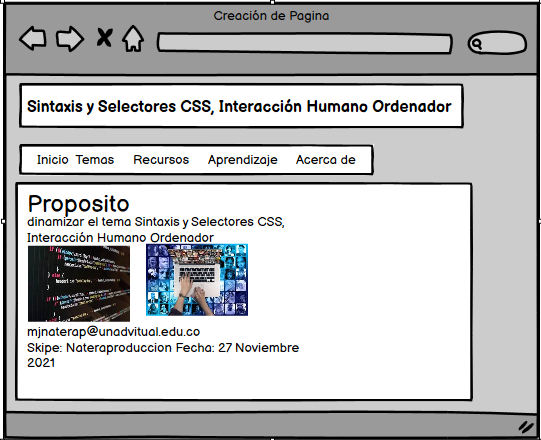 Creación de Pagina
Sintaxis y Selectores CSS, Interacción Humano Ordenador
Inicio Temas Recursos Aprendizaje Acerca de
Proposito
dinamizar el tema Sintaxis y Selectores CSS,
Interacción Humano Ordenador
mjnaterap@unadvitual.edu.co
Skipe: Nateraproduccion Fecha: 27 Noviembre
2021